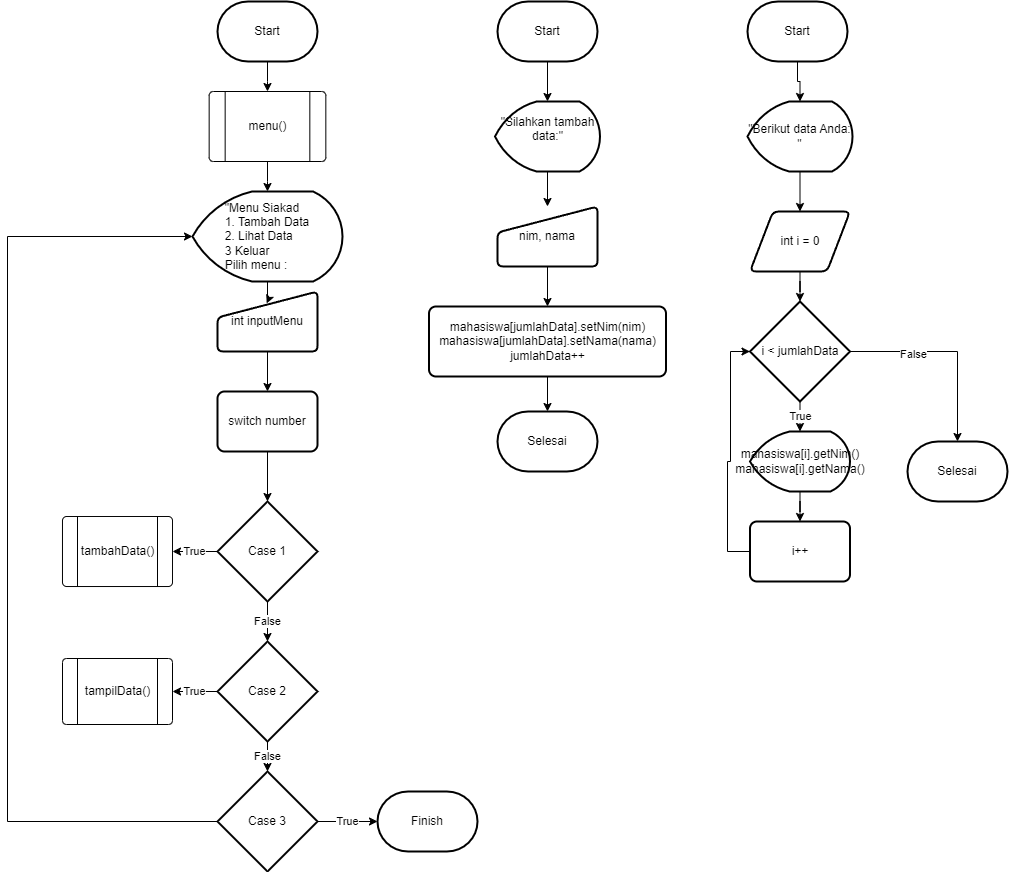 Start
menu()
"Menu Siakad
1. Tambah Data
2. Lihat Data
3 Keluar
Pilih menu :
int inputMenu
switch number
Case 1
True
tambahData()
False
Case 2
True
tampilData()
False
Case 3
True
Finish
Start
"Silahkan tambah
data:"
nim, nama
mahasiswa[jumlahData].setNim(nim)
mahasiswa[jumlahData].setNama(nama)
jumlahData++
Selesai
Start
"Berikut data Anda:
"
int i = 0
i < jumlahData
False
True
mahasiswa[i].getNim()
mahasiswa[i].getNama()
Selesai
i++